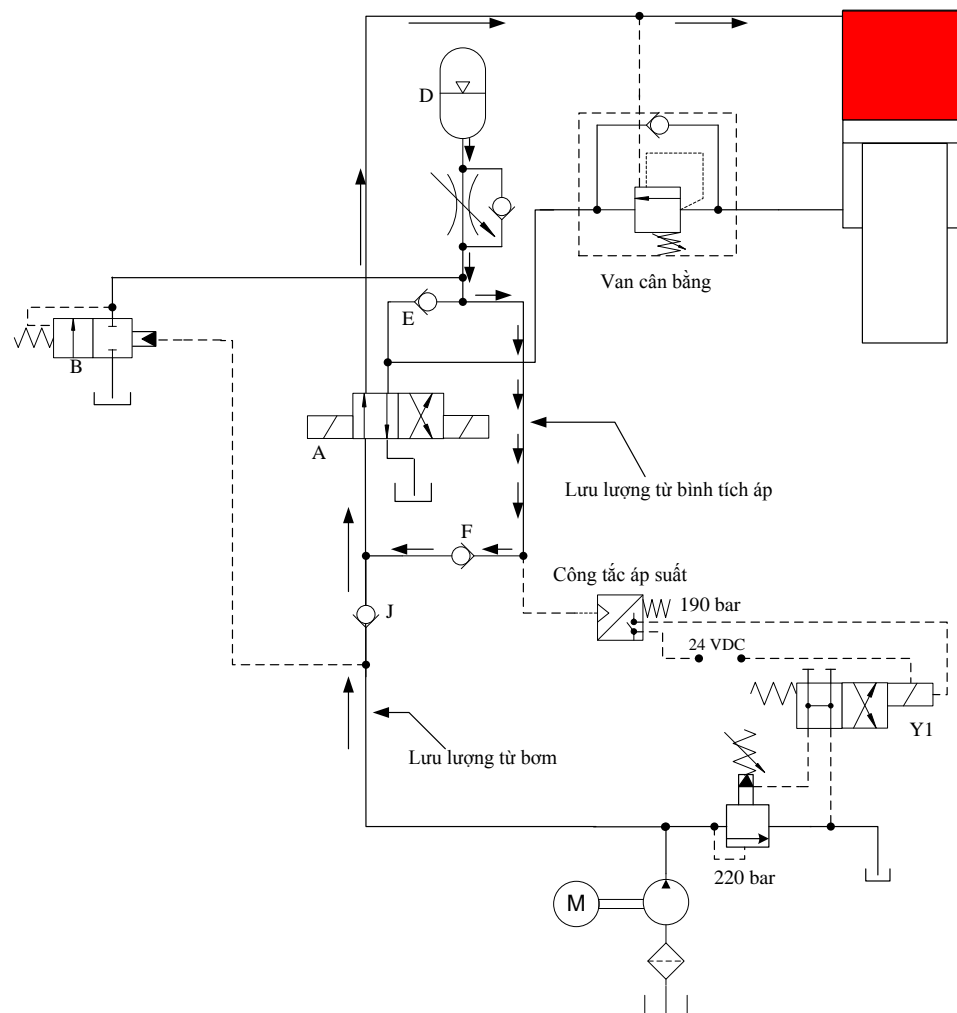 D
Van cân bằng
E
B
A
Lưu lượng từ bình tích áp
F
Công tắc áp suất
190 bar
J
24 VDC
Y1
Lưu lượng từ bơm
220 bar
M